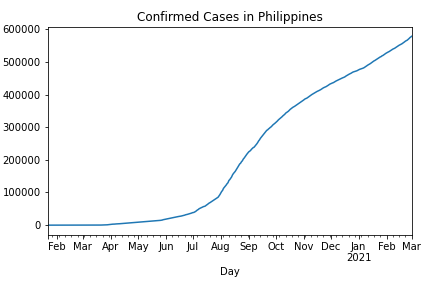 Confirmed Cases in Philippines
600000
500000
400000
300000
200000
100000
0
Feb Mar Apr May Jun Jul Aug Sep Oct Nov Dec Jan Feb Mar
2021
Day